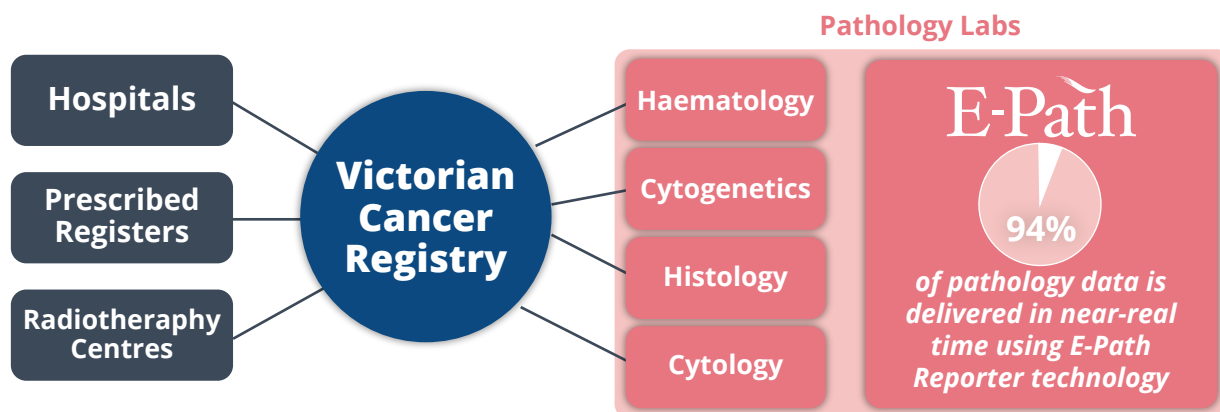 Pathology Labs
Hospitals
Prescribed
Registers
Radiotheraphy
Centres
Victorian
Cancer
Registry
Haematology
Cytogenetics
Histology
Cytology
E-Path
94%
of pathology data is
delivered in near-real
time using E-Path
Reporter technology